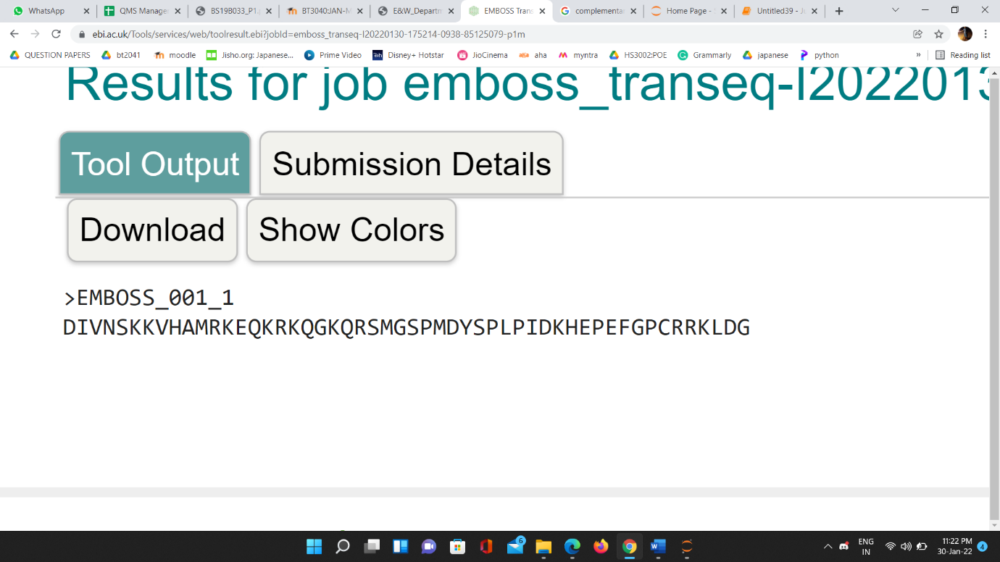 WhatsApp
QMS Manage
BS19B033_P1.
BT3040:JAN-M
E&W_Departm
EMBOSS Trans
complementa
Home Page -
Untitled39 - Ju
ebi.ac.uk/Tools/services/web/toolresult.ebi?jobId=emboss_transeq-I20220130-175214-0938-85125079-p1m
QUESTION PAPERS
bt2041
moodle
Jisho.org: Japanese...
Prime Video
Disney+ Hotstar
JioCinema
aha
myntra
HS3002:POE
Grammarly
japanese
python
»
Reading list
Results for job emboss_transeq-I2022013
Tool Output
Submission Details
Download
Show Colors
>EMBOSS_001_1
DIVNSKKVHAMRKEQKRKQGKQRSMGSPMDYSPLPIDKHEPEFGPCRRKLDG
6
ENG
IN
11:22 PM
30-Jan-22
4